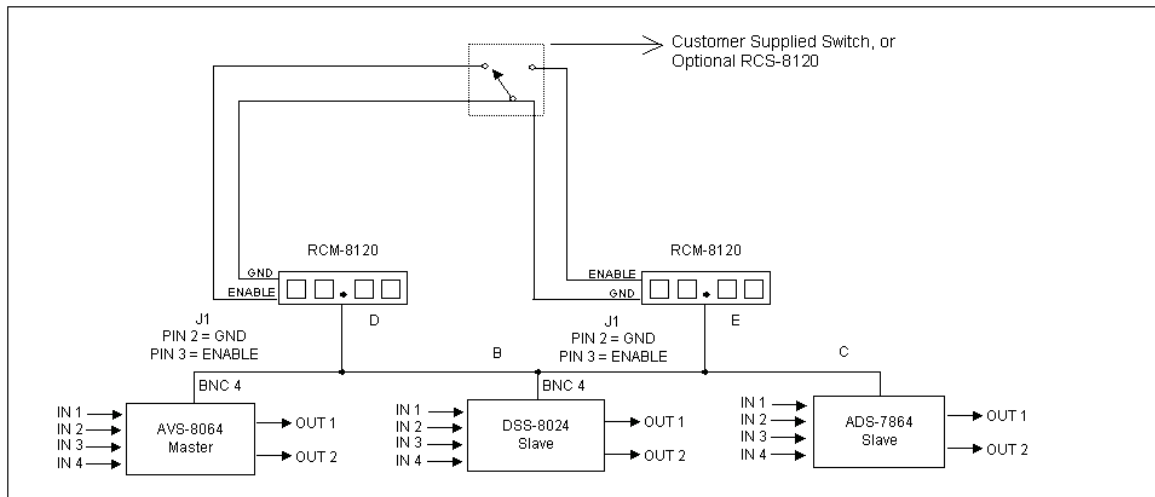 Customer Supplied Switch, or
Optional RCS-8120
RCM-8120
GND
ENABLE
J1
PIN 2 = GND
PIN 3 = ENABLE
D
RCM-8120
ENABLE
GND
J1
PIN 2 = GND
PIN 3 = ENABLE
E
B
C
BNC 4
IN 1
IN 2
IN 3
IN 4
AVS-8064
Master
OUT 1
OUT 2
BNC 4
IN 1
IN 2
IN 3
IN 4
DSS-8024
Slave
OUT 1
OUT 2
IN 1
IN 2
IN 3
IN 4
ADS-7864
Slave
OUT 1
OUT 2